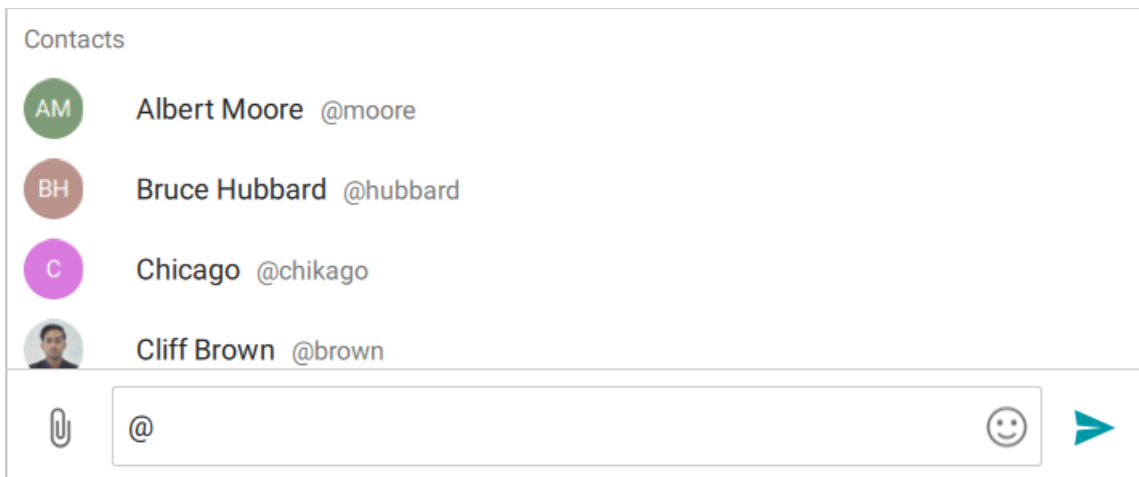 Contacts
AM Albert Moore @moore
BH Bruce Hubbard @hubbard
C Chicago @chikago
Cliff Brown @brown
@